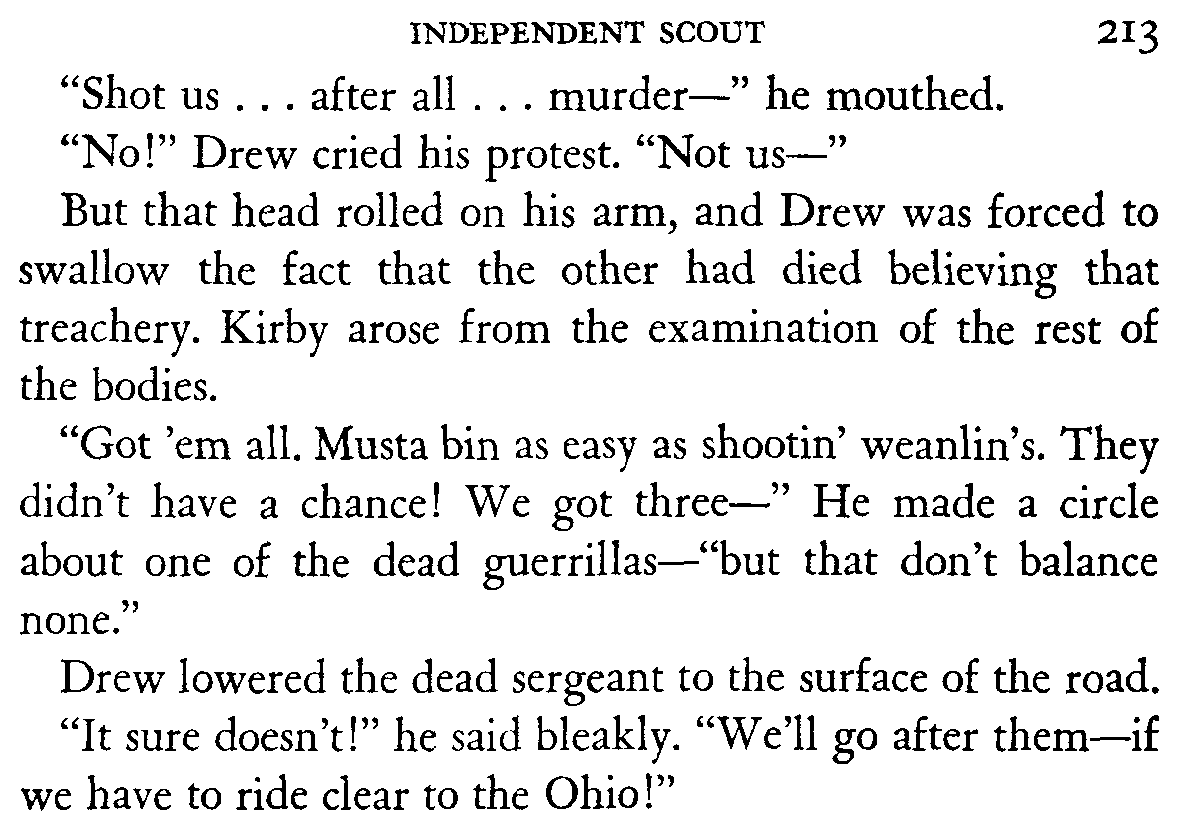 INDEPENDENT SCOUT 213
“Shot us . . . after all . . . murder—” he mouthed.
“No!” Drew cried his protest. “Not us—”
But that head rolled on his arm, and Drew was forced to
swallow the fact that the other had died believing that
treachery. Kirby arose from the examination of the rest of
the bodies.
“Got ’em all. Musta bin as easy as shootin’ weanlin’s. They
didn’t have a chance! We got three—” He made a circle
about one of the dead guerrillas—“but that don’t balance
none.”
Drew lowered the dead sergeant to the surface of the road.
“It sure doesn’t!” he said bleakly. “We’ll go after them—if
we have to ride clear to the Ohio!”